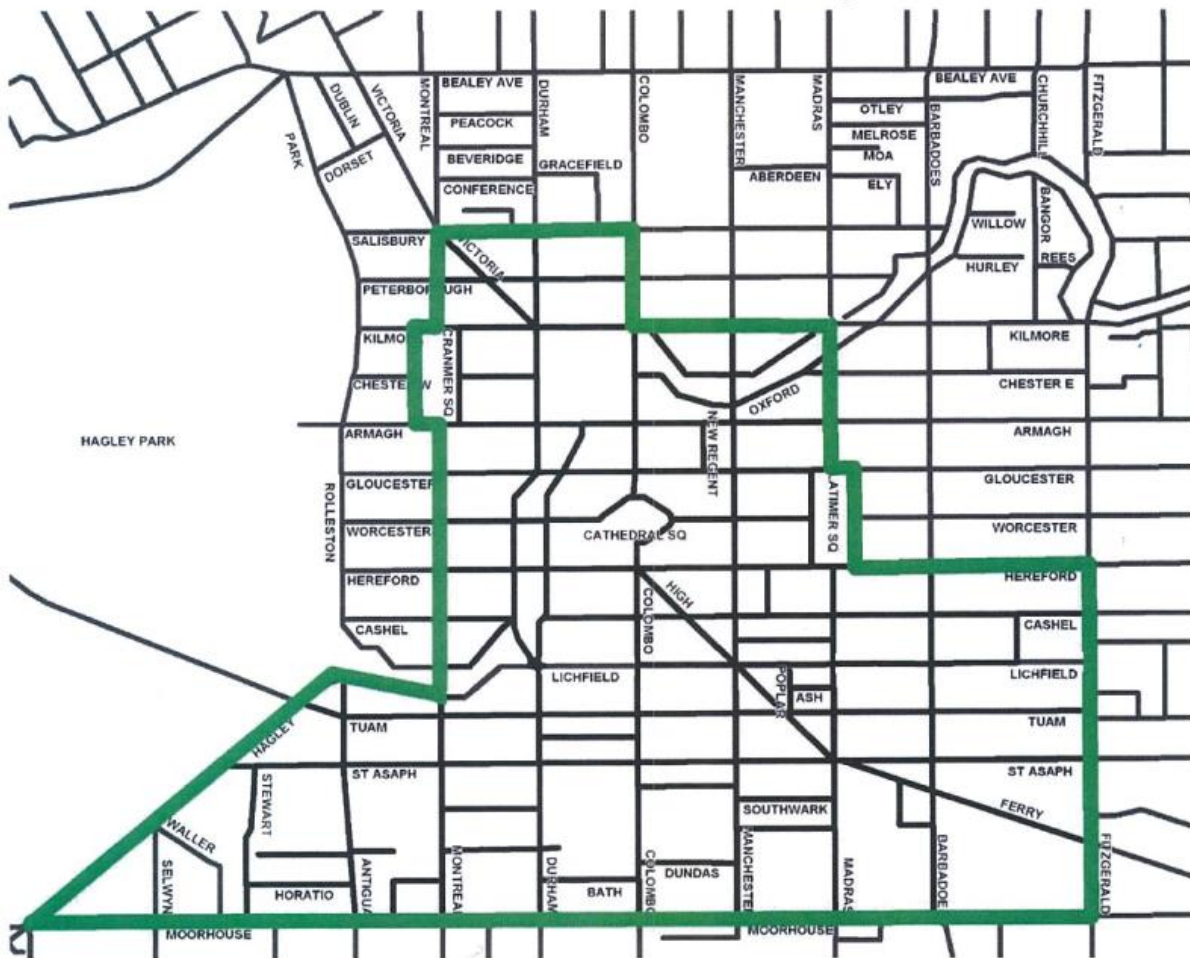 BEALEY AVE
BEALEY AVE
MONTREAL
DURHAM
COLOMBO
MANCHESTER
MADRAS
BARBADOES
CHURCHILL
FITZGERALD
DUBLIN
VICTORIA
PARK
DORSET
PEACOCK
BEVERIDGE
CONFERENCE
GRACEFIELD
OTLEY
MELROSE
MOA
ABERDEEN
ELY
BANGOR
WILLOW
HURLEY
REES
SALISBURY
VICTORIA
PETERBOROUGH
KILMO
CRANMER SQ
KILMORE
CHESTER W
CHESTER E
OXFORD
NEW REGENT
ARMAGH
ARMAGH
HAGLEY PARK
GLOUCESTER
GLOUCESTER
ROLLESTON
LATIMER SQ
WORCESTER
WORCESTER
CATHEDRAL SQ
HEREFORD
HEREFORD
HIGH
COLOMBO
CASHEL
CASHEL
LICHFIELD
LICHFIELD
POPLAR
ASH
HAGLEY
TUAM
TUAM
ST ASAPH
ST ASAPH
STEWART
FERRY
SOUTHWARK
WALLER
SELWYN
ANTIGUA
MONTREAL
DURHAM
COLOMBO
MANCHESTER
MADRAS
BARBADOE
FITZGERALD
DUNDAS
HORATIO
BATH
MOORHOUSE
MOORHOUSE